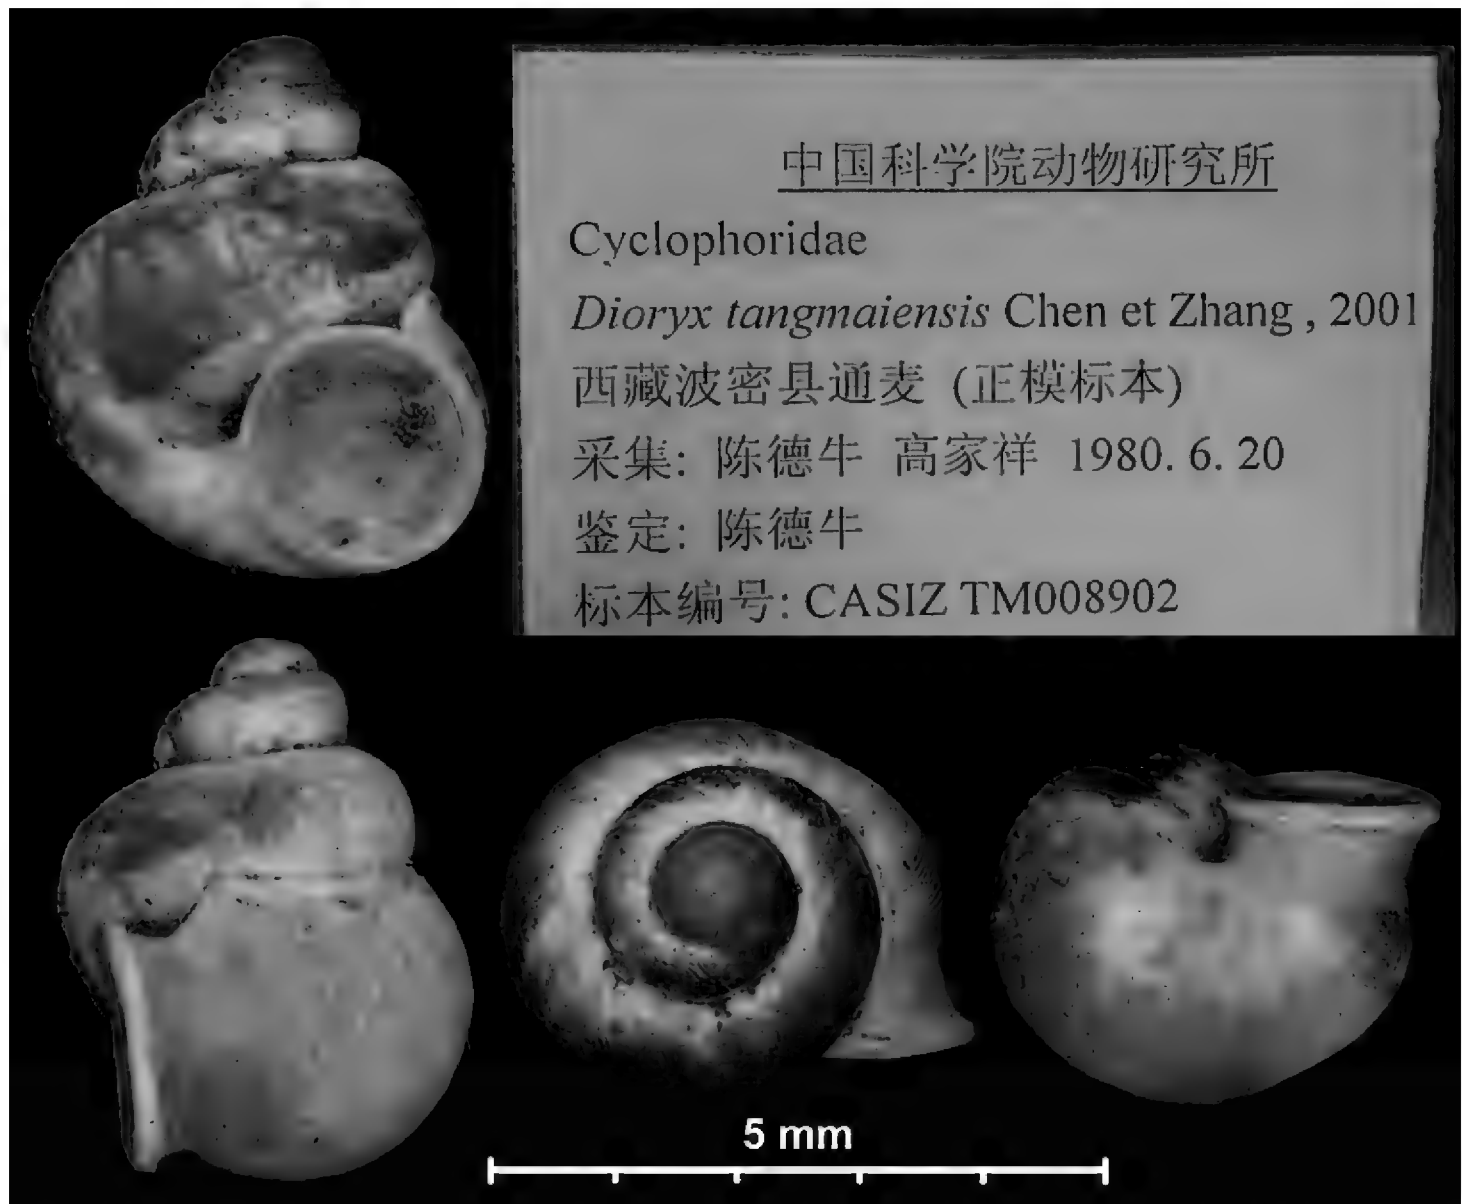 中国科学院动物研究所
Cyclophoridae
Dioryx tangmaiensis Chen et Zhang , 2001
西藏波密县通麦 (正模标本)
采集: 陈德牛 高家祥 1980. 6. 20
鉴定: 陈德牛
标本编号: CASIZ TM008902
5 mm